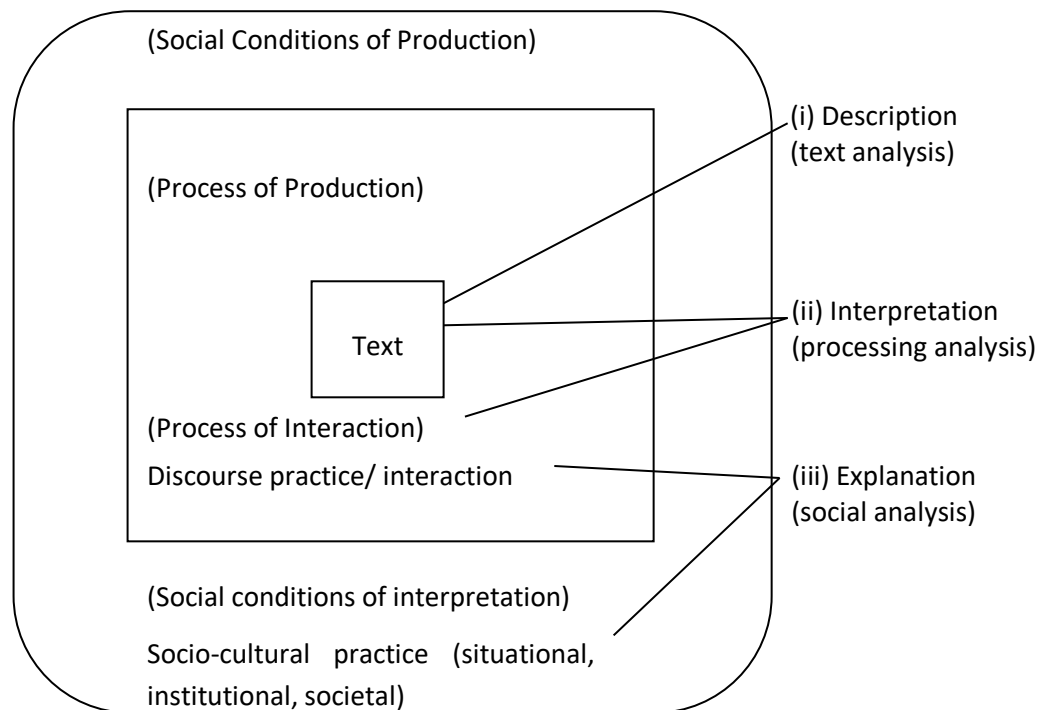 (Social Conditions of Production)
(i) Description
(text analysis)
(Process of Production)
(ii) Interpretation
(processing analysis)
Text
(Process of Interaction)
Discourse practice/ interaction
(iii) Explanation
(social analysis)
(Social conditions of interpretation)
Socio-cultural practice (situational,
institutional, societal)